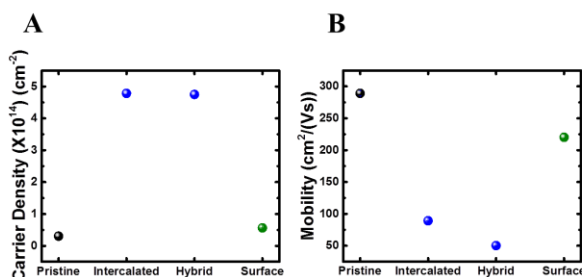 A
B
Carrier Density (X10¹⁴) (cm⁻²)
5
4
3
2
1
0
Pristine Intercalated Hybrid Surface
Mobility (cm²/(Vs))
300
250
200
150
100
50
Pristine Intercalated Hybrid Surface